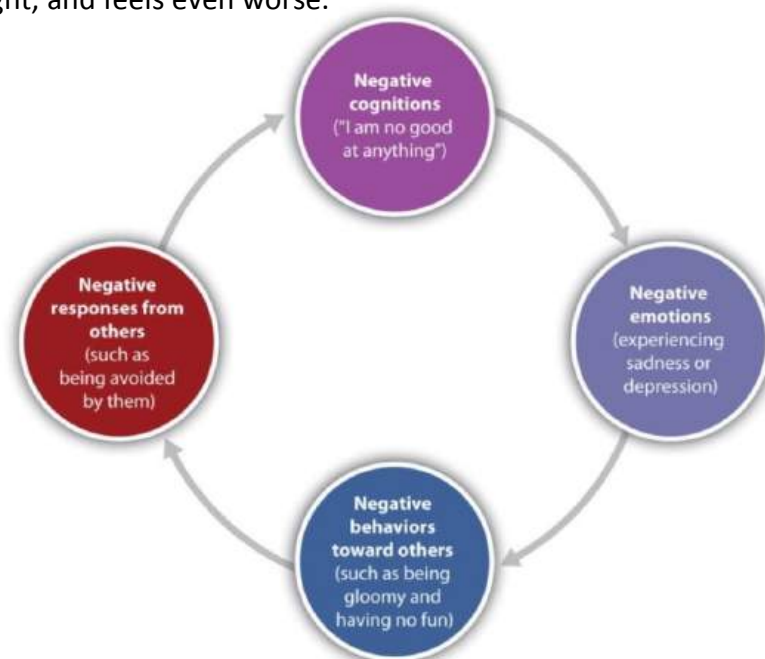 and feels even worse.
Negative
cognitions
("I am no good
at anything")
Negative
emotions
(experiencing
sadness or
depression)
Negative
behaviors
toward others
(such as being
gloomy and
having no fun)
Negative
responses from
others
(such as
being avoided
by them)